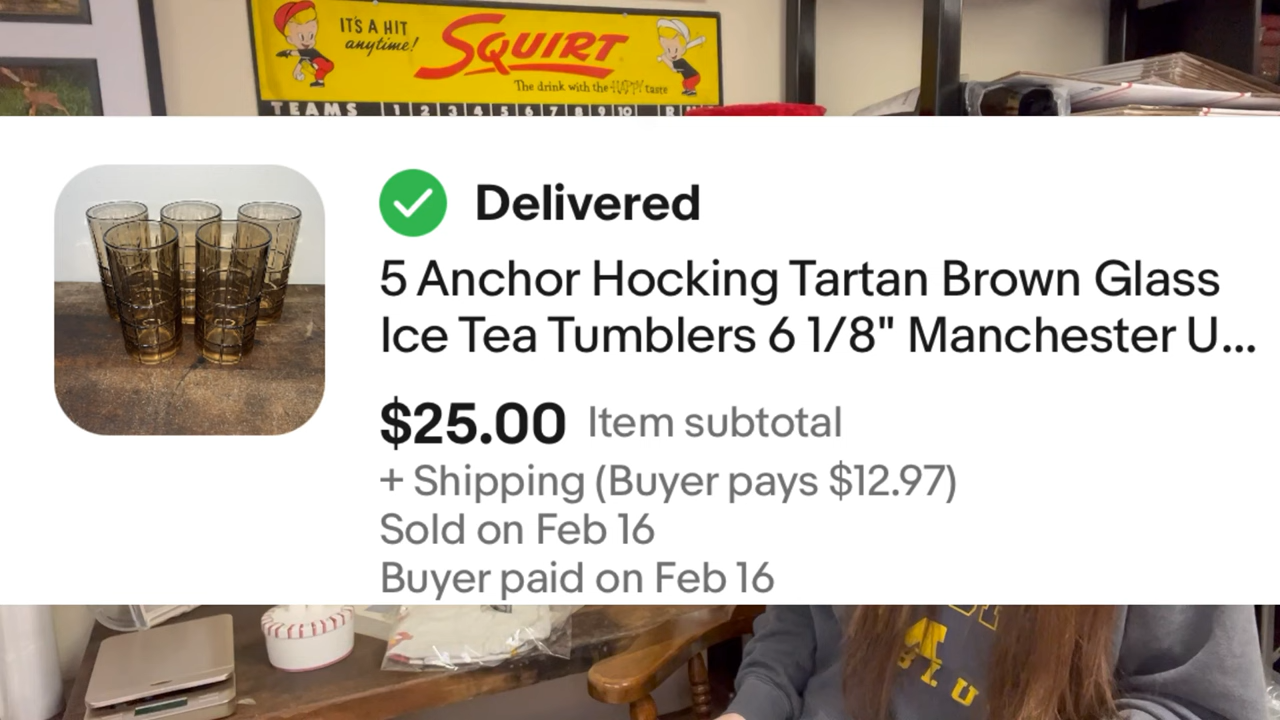 IT'S A HIT
anytime!
SQUIRT
The drink with the HAPPY taste
TEAMS 1 2 3 4 5 6 7 8 9 10 R
Delivered
5 Anchor Hocking Tartan Brown Glass
Ice Tea Tumblers 6 1/8" Manchester U...
$25.00 Item subtotal
+ Shipping (Buyer pays $12.97)
Sold on Feb 16
Buyer paid on Feb 16